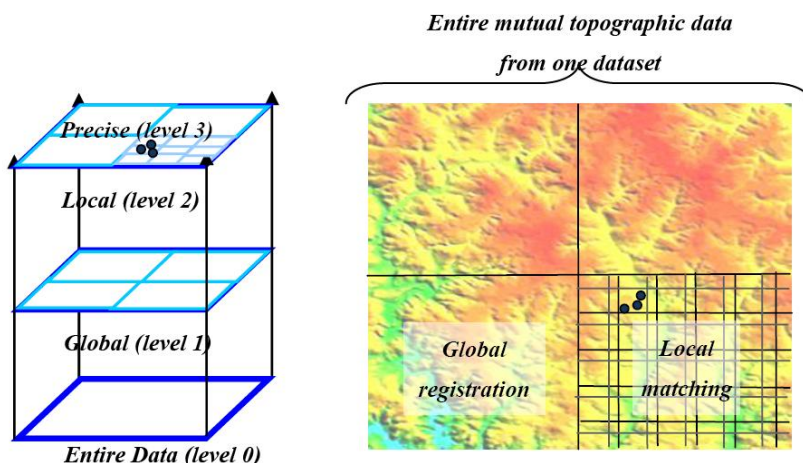 Entire mutual topographic data
from one dataset
Precise (level 3)
Local (level 2)
Global (level 1)
Entire Data (level 0)
Global
registration
Local
matching